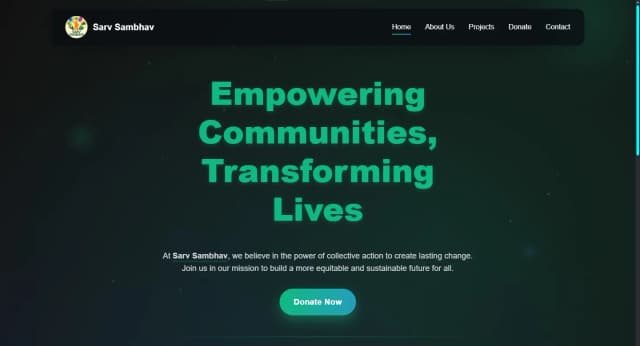 Sarv Sambhav
Home
About Us
Projects
Donate
Contact
Empowering
Communities,
Transforming
Lives
At Sarv Sambhav, we believe in the power of collective action to create lasting change.
Join us in our mission to build a more equitable and sustainable future for all.
Donate Now